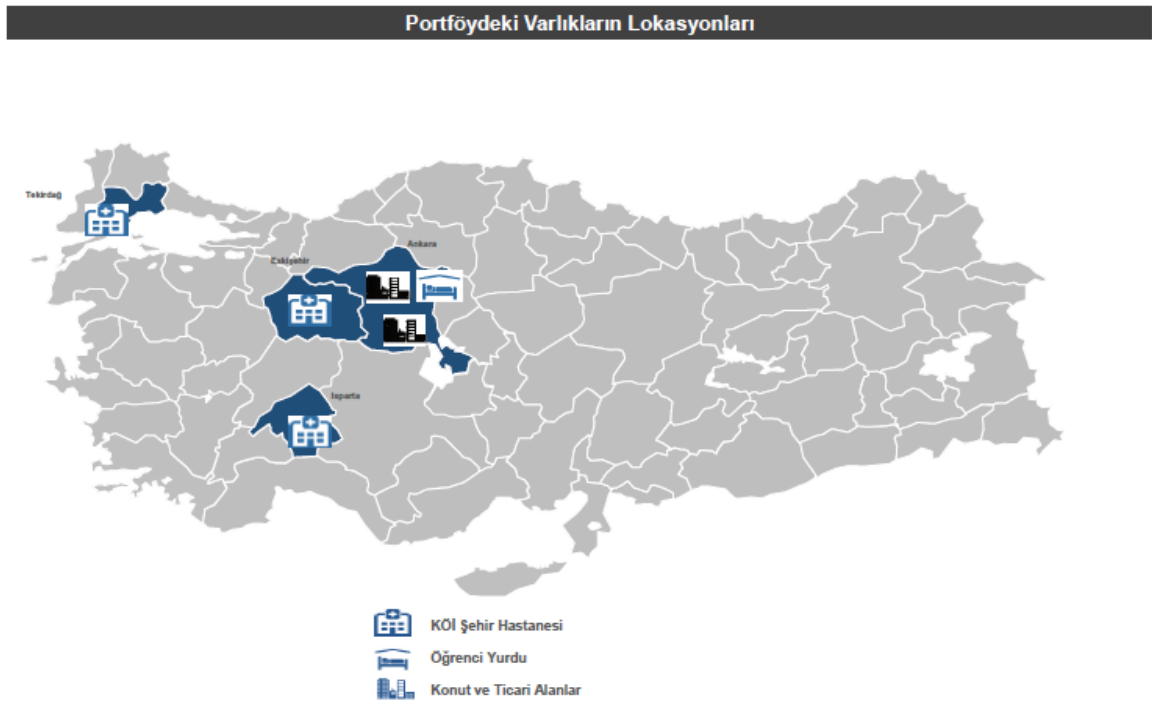 Portföydeki Varlıkların Lokasyonları
Tekirdağ
Ankara
Eskişehir
Isparta
KÖİ Şehir Hastanesi
Öğrenci Yurdu
Konut ve Ticari Alanlar